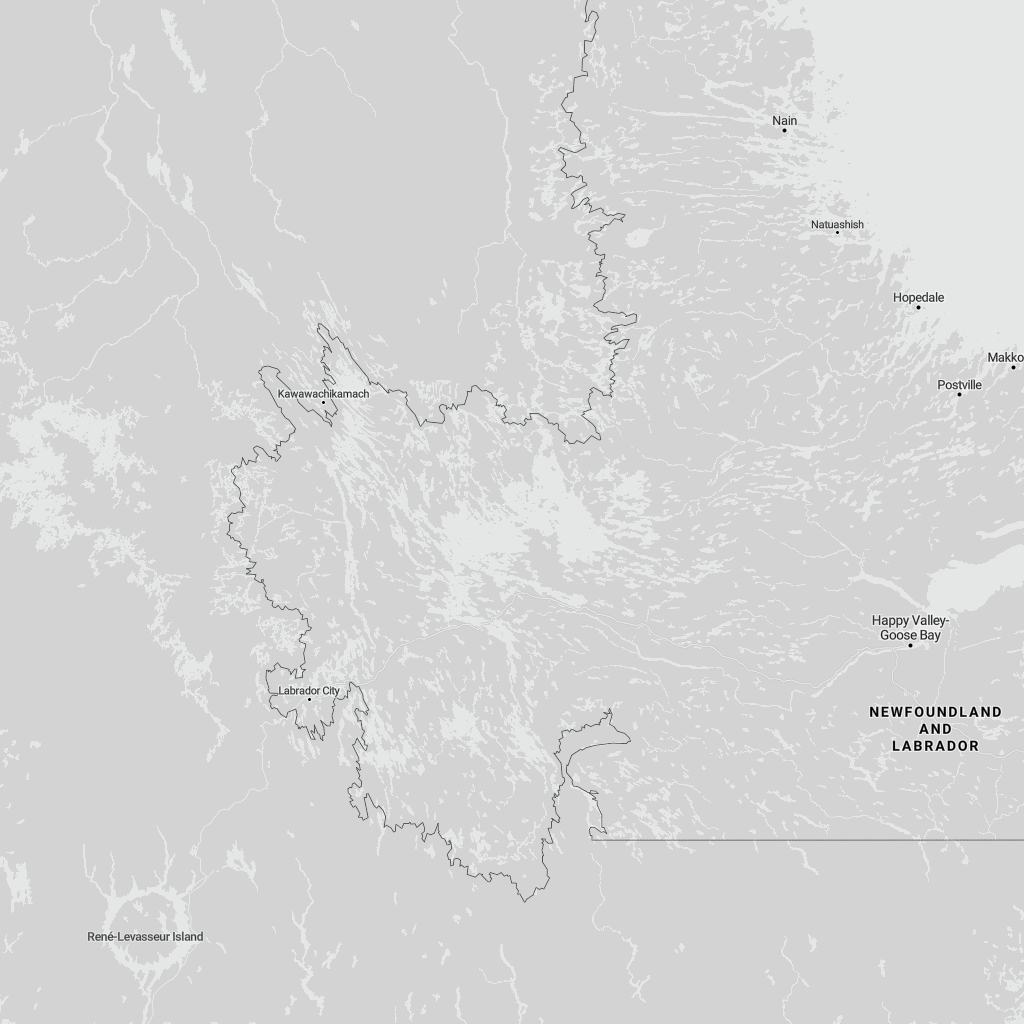 Nain
Natuashish
Hopedale
Makko
Postville
Kawawachikamach
Happy Valley-
Goose Bay
Labrador City
NEWFOUNDLAND
AND
LABRADOR
René-Levasseur Island